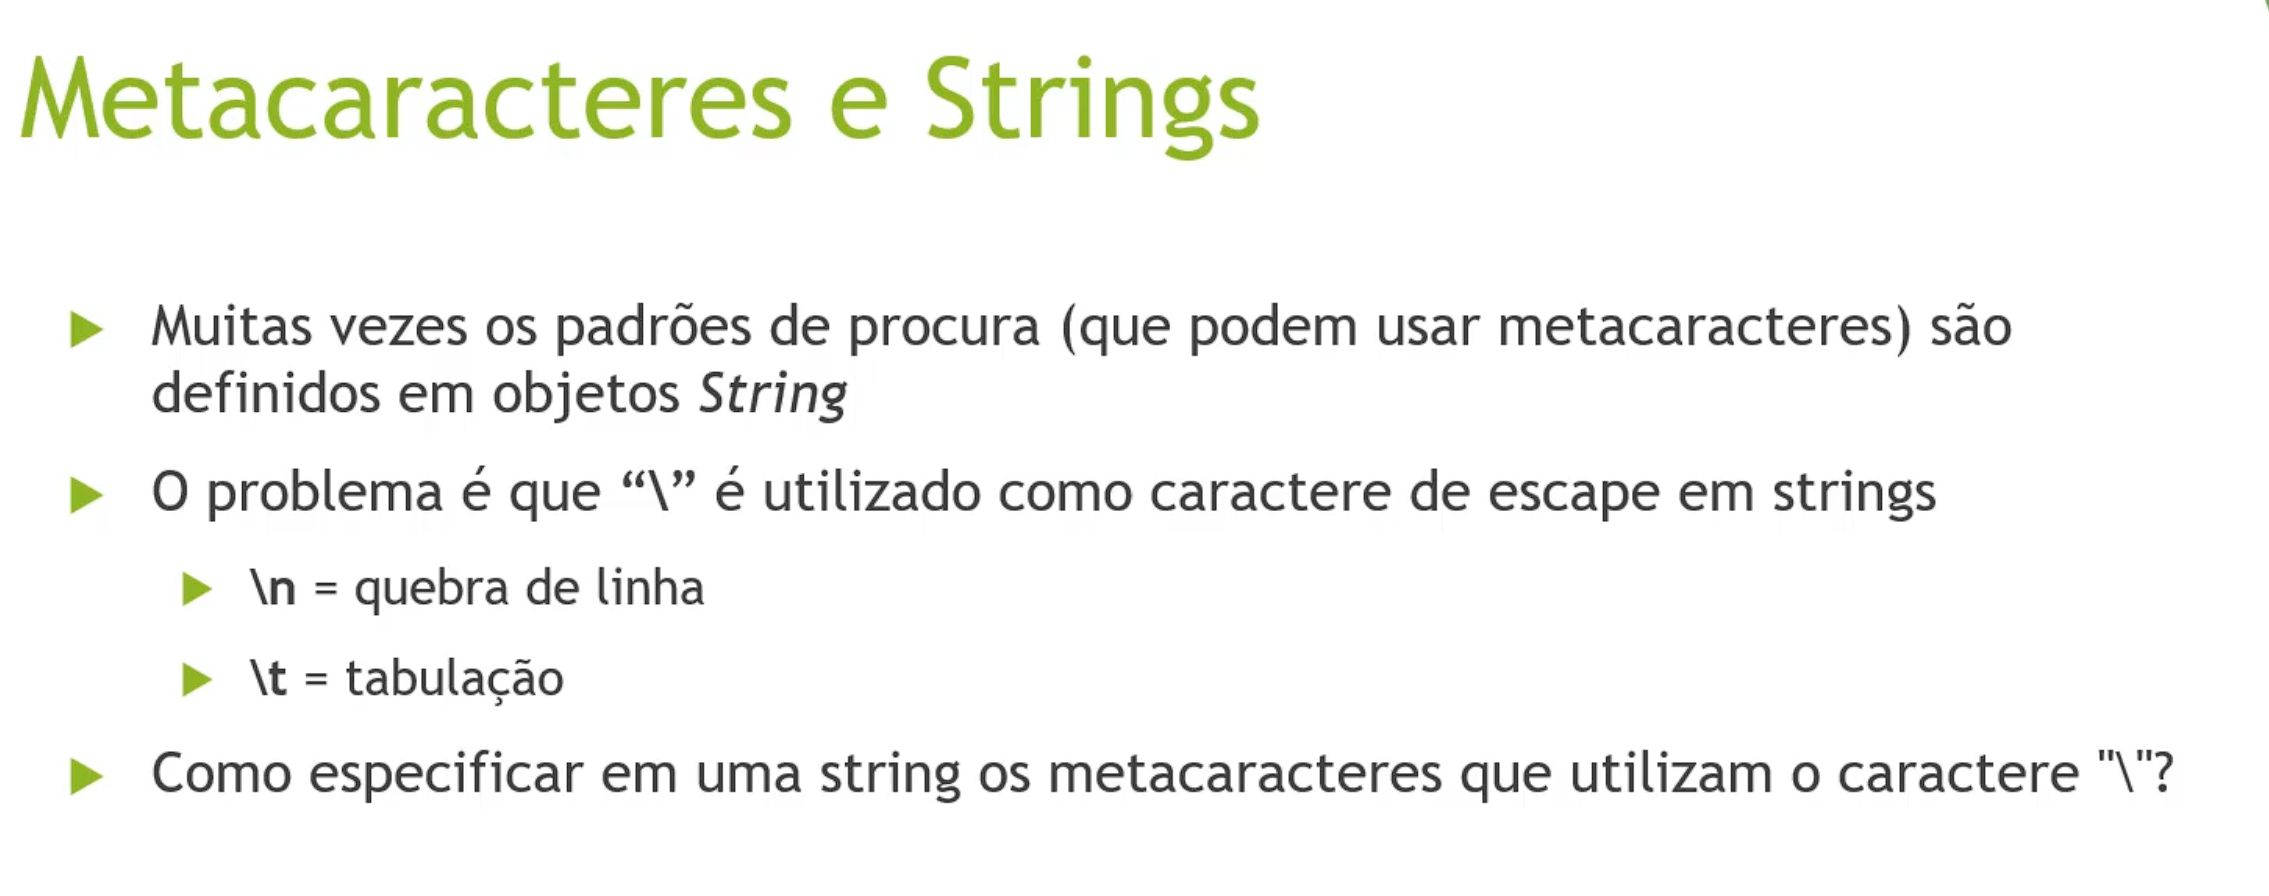 Metacaracteres e Strings
Muitas vezes os padrões de procura (que podem usar metacaracteres) são
definidos em objetos String
O problema é que “\” é utilizado como caractere de escape em strings
\n = quebra de linha
\t = tabulação
Como especificar em uma string os metacaracteres que utilizam o caractere "\"?